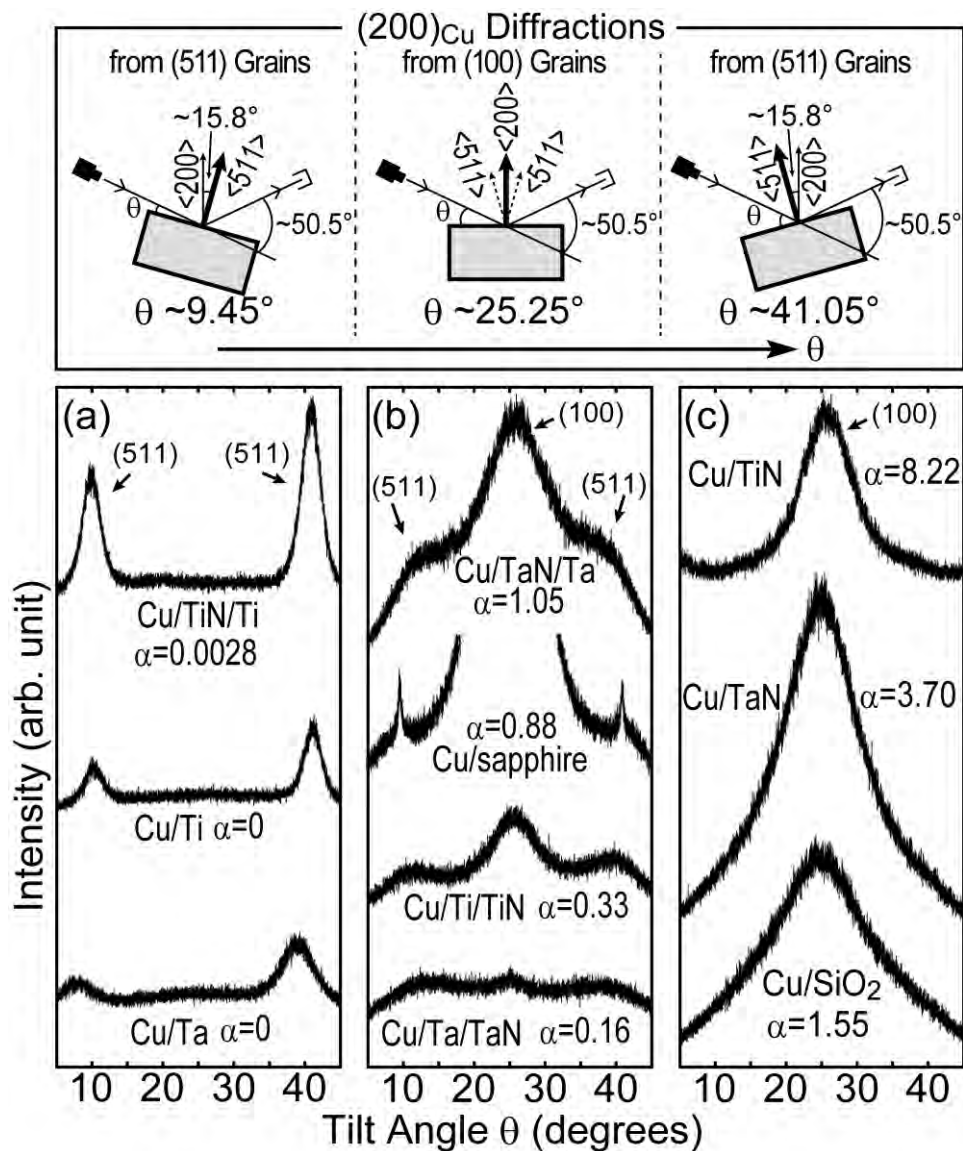 (200)Cu Diffractions
from (511) Grains
from (100) Grains
from (511) Grains
~15.8°
<200>
<511>
θ
~50.5°
θ ~9.45°
<511>
<200>
<511>
θ
~50.5°
θ ~25.25°
~15.8°
<511>
<200>
θ
~50.5°
θ ~41.05°
θ
Intensity (arb. unit)
(a)
(511)
(511)
Cu/TiN/Ti
α=0.0028
Cu/Ti α=0
Cu/Ta α=0
10 20 30 40
(b)
(100)
(511)
(511)
Cu/TaN/Ta
α=1.05
α=0.88
Cu/sapphire
Cu/Ti/TiN α=0.33
Cu/Ta/TaN α=0.16
10 20 30 40
(c)
(100)
Cu/TiN α=8.22
Cu/TaN α=3.70
Cu/SiO2
α=1.55
10 20 30 40
Tilt Angle θ (degrees)